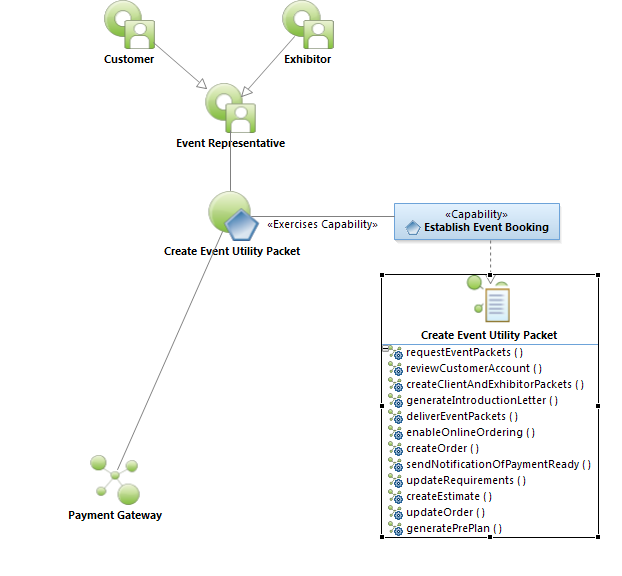 Customer
Exhibitor
Event Representative
«Exercises Capability»
«Capability»
Establish Event Booking
Create Event Utility Packet
Create Event Utility Packet
requestEventPackets ( )
reviewCustomerAccount ( )
createClientAndExhibitorPackets ( )
generateIntroductionLetter ( )
deliverEventPackets ( )
enableOnlineOrdering ( )
createOrder ( )
sendNotificationOfPaymentReady ( )
updateRequirements ( )
createEstimate ( )
updateOrder ( )
generatePrePlan ( )
Payment Gateway